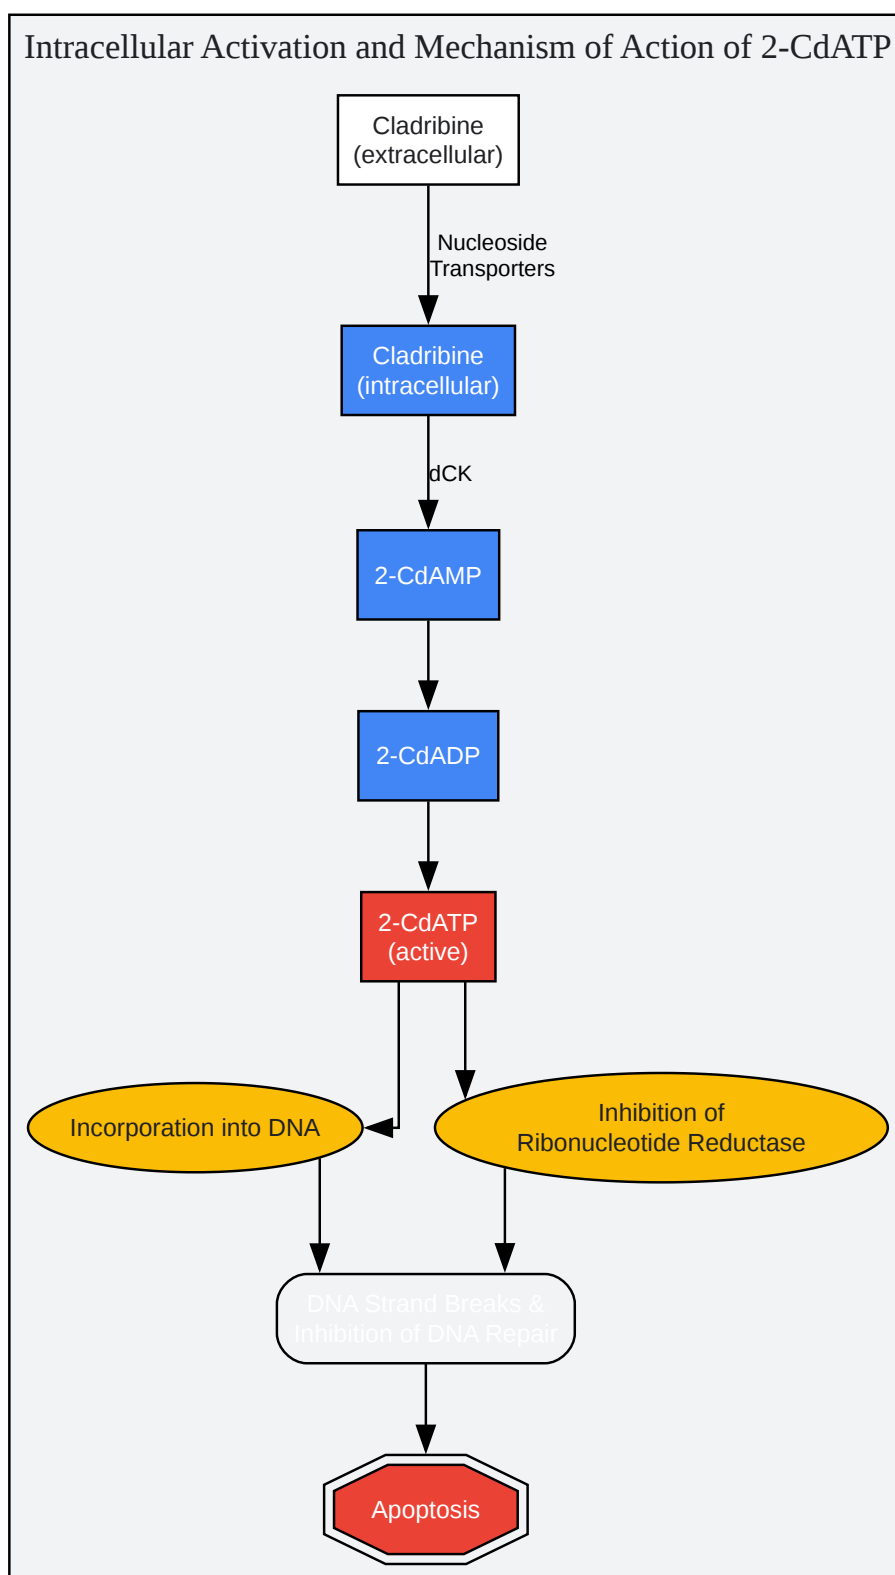 Intracellular Activation and Mechanism of Action of 2-CdATP
Cladribine
(extracellular)
Nucleoside
Transporters
Cladribine
(intracellular)
dCK
2-CdAMP
2-CdADP
2-CdATP
(active)
Incorporation into DNA
Inhibition of
Ribonucleotide Reductase
DNA Strand Breaks &
Inhibition of DNA Repair
Apoptosis